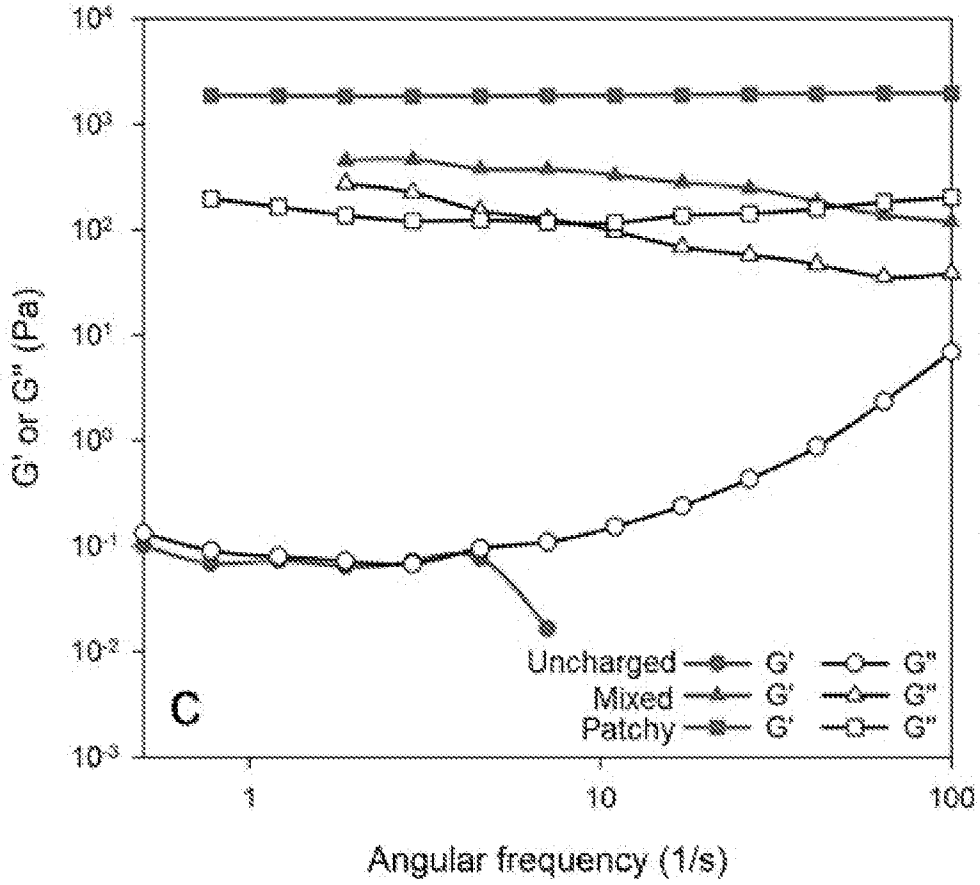 10⁴
10³
10²
10¹
10⁰
10⁻¹
10⁻²
10⁻³
G' or G" (Pa)
C
Uncharged G' G"
Mixed G' G"
Patchy G' G"
1 10 100
Angular frequency (1/s)